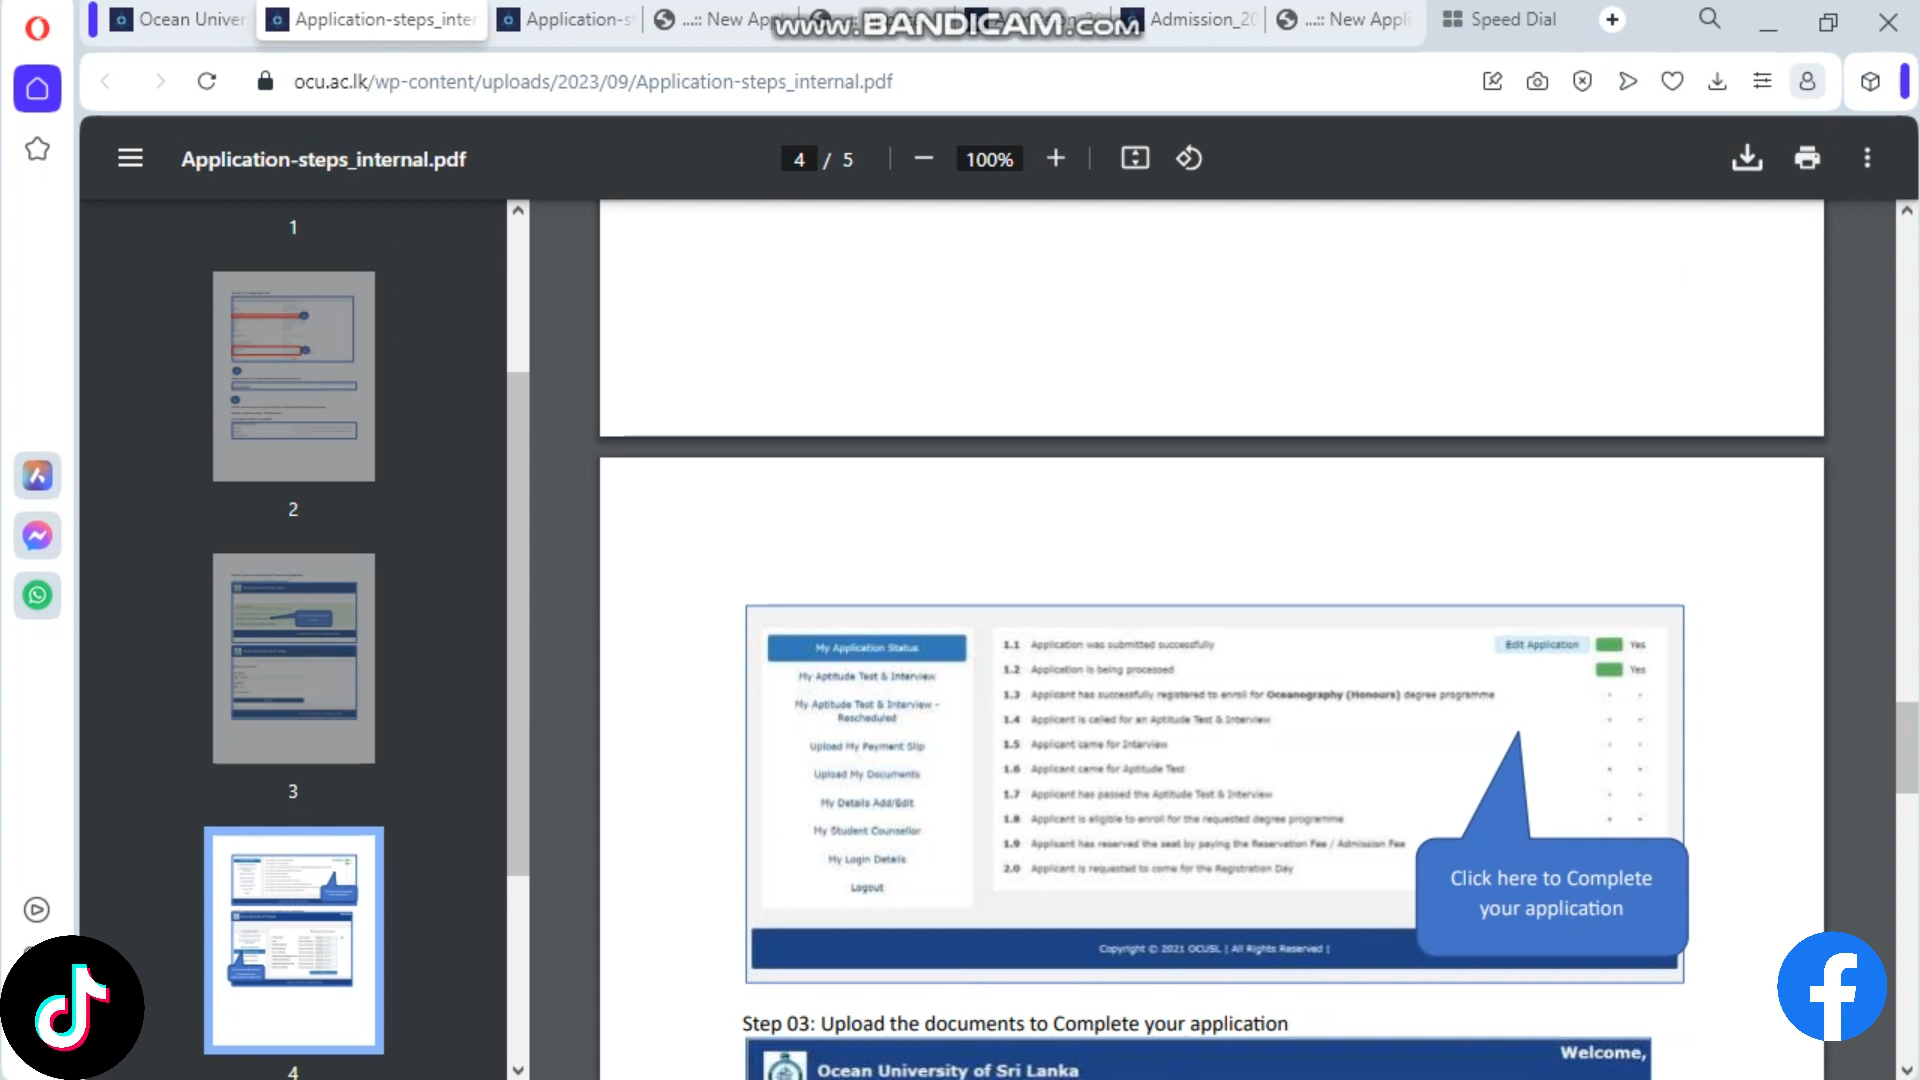 Ocean Univer
Application-steps_inter
Application-st
...:: New Appl
Admission_20
...:: New Appli
Speed Dial
www.BANDICAM.com
ocu.ac.lk/wp-content/uploads/2023/09/Application-steps_internal.pdf
Application-steps_internal.pdf
4 / 5
100%
1
2
3
4
My Application Status
My Aptitude Test & Interview
My Aptitude Test & Interview -
Rescheduled
Upload My Payment Slip
Upload My Documents
My Details Add/Edit
My Student Counsellor
My Login Details
Logout
1.1 Application was submitted successfully Edit Application Yes
1.2 Application is being processed Yes
1.3 Applicant has successfully registered to enroll for Oceanography (Honours) degree programme
1.4 Applicant is called for an Aptitude Test & Interview
1.5 Applicant came for Interview
1.6 Applicant came for Aptitude Test
1.7 Applicant has passed the Aptitude Test & Interview
1.8 Applicant is eligible to enroll for the requested degree programme
1.9 Applicant has reserved the seat by paying the Reservation Fee / Admission Fee
2.0 Applicant is requested to come for the Registration Day
Click here to Complete
your application
Copyright © 2021 OCUSL | All Rights Reserved |
Step 03: Upload the documents to Complete your application
Welcome,
Ocean University of Sri Lanka